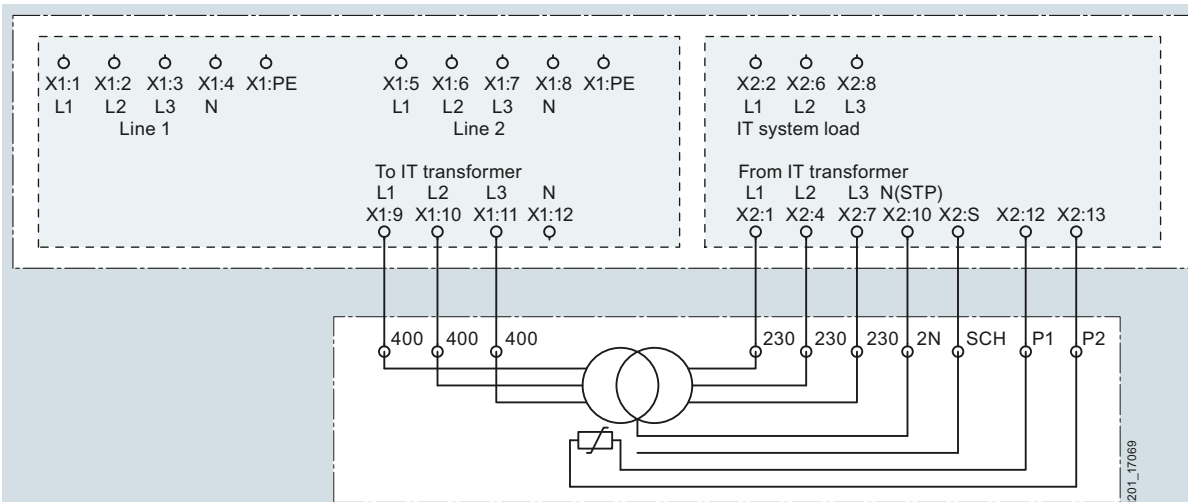 X1:1 X1:2 X1:3 X1:4 X1:PE X1:5 X1:6 X1:7 X1:8 X1:PE X2:2 X2:6 X2:8
L1 L2 L3 N L1 L2 L3 N L1 L2 L3
Line 1 Line 2 IT system load
To IT transformer From IT transformer
L1 L2 L3 N L1 L2 L3 N(STP)
X1:9 X1:10 X1:11 X1:12 X2:1 X2:4 X2:7 X2:10 X2:S X2:12 X2:13
400 400 400 230 230 230 2N SCH P1 P2
201_17069